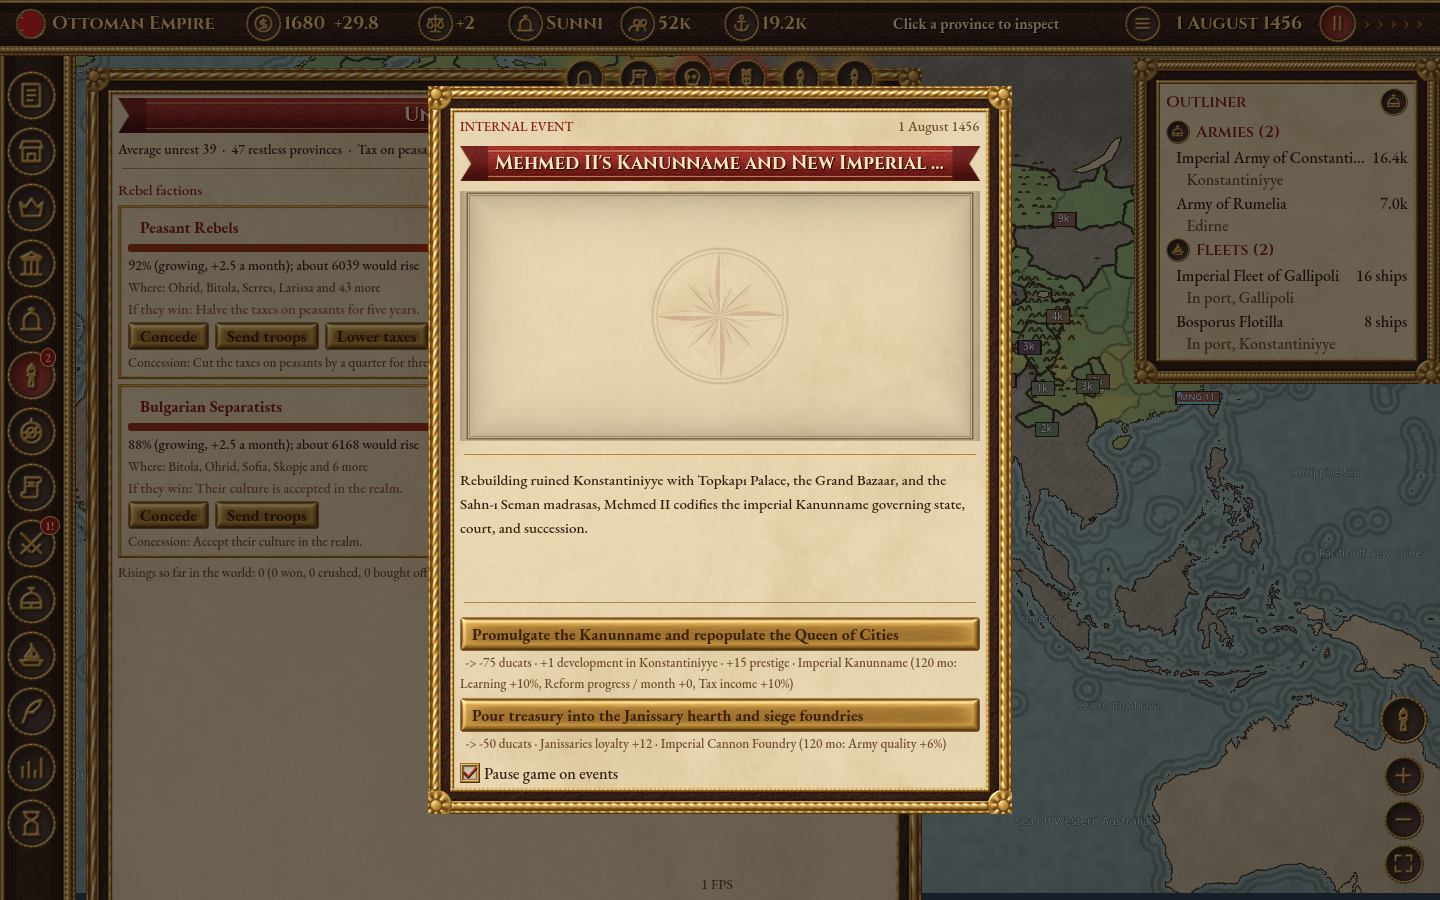 Ottoman Empire
1680 +29.8
+2
Sunni
52k
19.2k
Click a province to inspect
1 August 1456
Average unrest 39 · 47 restless provinces · Tax on peasa
Rebel factions
Peasant Rebels
92% (growing, +2.5 a month); about 6039 would rise
Where: Ohrid, Bitola, Serres, Larissa and 43 more
If they win: Halve the taxes on peasants for five years.
Concede
Send troops
Lower taxes
Concession: Cut the taxes on peasants by a quarter for thre
Bulgarian Separatists
88% (growing, +2.5 a month); about 6168 would rise
Where: Bitola, Ohrid, Sofia, Skopje and 6 more
If they win: Their culture is accepted in the realm.
Concede
Send troops
Concession: Accept their culture in the realm.
Risings so far in the world: 0 (0 won, 0 crushed, 0 bought off
2
1!
INTERNAL EVENT
1 August 1456
Mehmed II's Kanunname and New Imperial ...
Rebuilding ruined Konstantiniyye with Topkapı Palace, the Grand Bazaar, and the
Sahn-ı Seman madrasas, Mehmed II codifies the imperial Kanunname governing state,
court, and succession.
Promulgate the Kanunname and repopulate the Queen of Cities
-> -75 ducats · +1 development in Konstantiniyye · +15 prestige · Imperial Kanunname (120 mo:
Learning +10%, Reform progress / month +0, Tax income +10%)
Pour treasury into the Janissary hearth and siege foundries
-> -50 ducats · Janissaries loyalty +12 · Imperial Cannon Foundry (120 mo: Army quality +6%)
Pause game on events
Outliner
Armies (2)
Imperial Army of Constanti... 16.4k
Konstantiniyye
Army of Rumelia 7.0k
Edirne
Fleets (2)
Imperial Fleet of Gallipoli 16 ships
In port, Gallipoli
Bosporus Flotilla 8 ships
In port, Konstantiniyye
9k
4k
3k
1k
3k
2k
MNG 11
Philippine Sea
Pacific off New Guinea
Sumatra
Sea south of Java
Sea off Western Australia
1 FPS